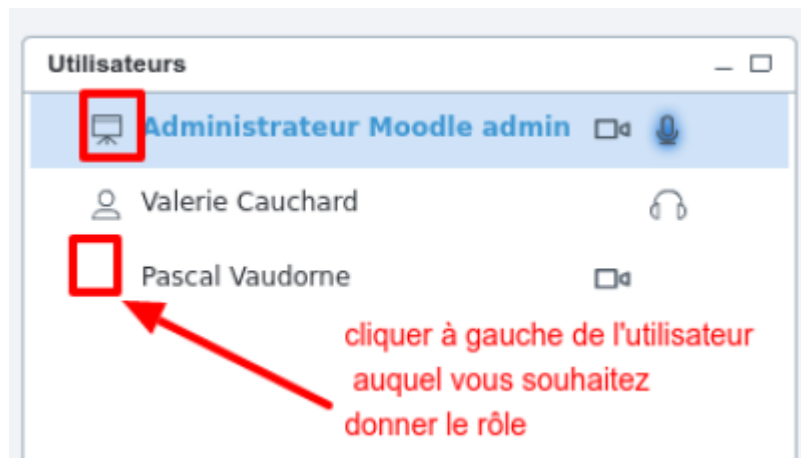 Utilisateurs
Administrateur Moodle admin
Valerie Cauchard
Pascal Vaudorne
cliquer à gauche de l'utilisateur
auquel vous souhaitez
donner le rôle